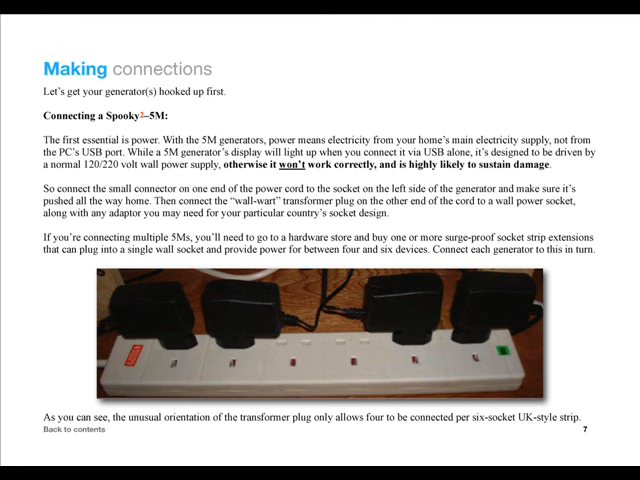 Making connections
Let's get your generator(s) hooked up first.
Connecting a Spooky2–5M:
The first essential is power. With the 5M generators, power means electricity from your home's main electricity supply, not from
the PC's USB port. While a 5M generator's display will light up when you connect it via USB alone, it's designed to be driven by
a normal 120/220 volt wall power supply, otherwise it won't work correctly, and is highly likely to sustain damage.
So connect the small connector on one end of the power cord to the socket on the left side of the generator and make sure it's
pushed all the way home. Then connect the “wall-wart” transformer plug on the other end of the cord to a wall power socket,
along with any adaptor you may need for your particular country's socket design.
If you're connecting multiple 5Ms, you'll need to go to a hardware store and buy one or more surge-proof socket strip extensions
that can plug into a single wall socket and provide power for between four and six devices. Connect each generator to this in turn.
As you can see, the unusual orientation of the transformer plug only allows four to be connected per six-socket UK-style strip.
Back to contents
7